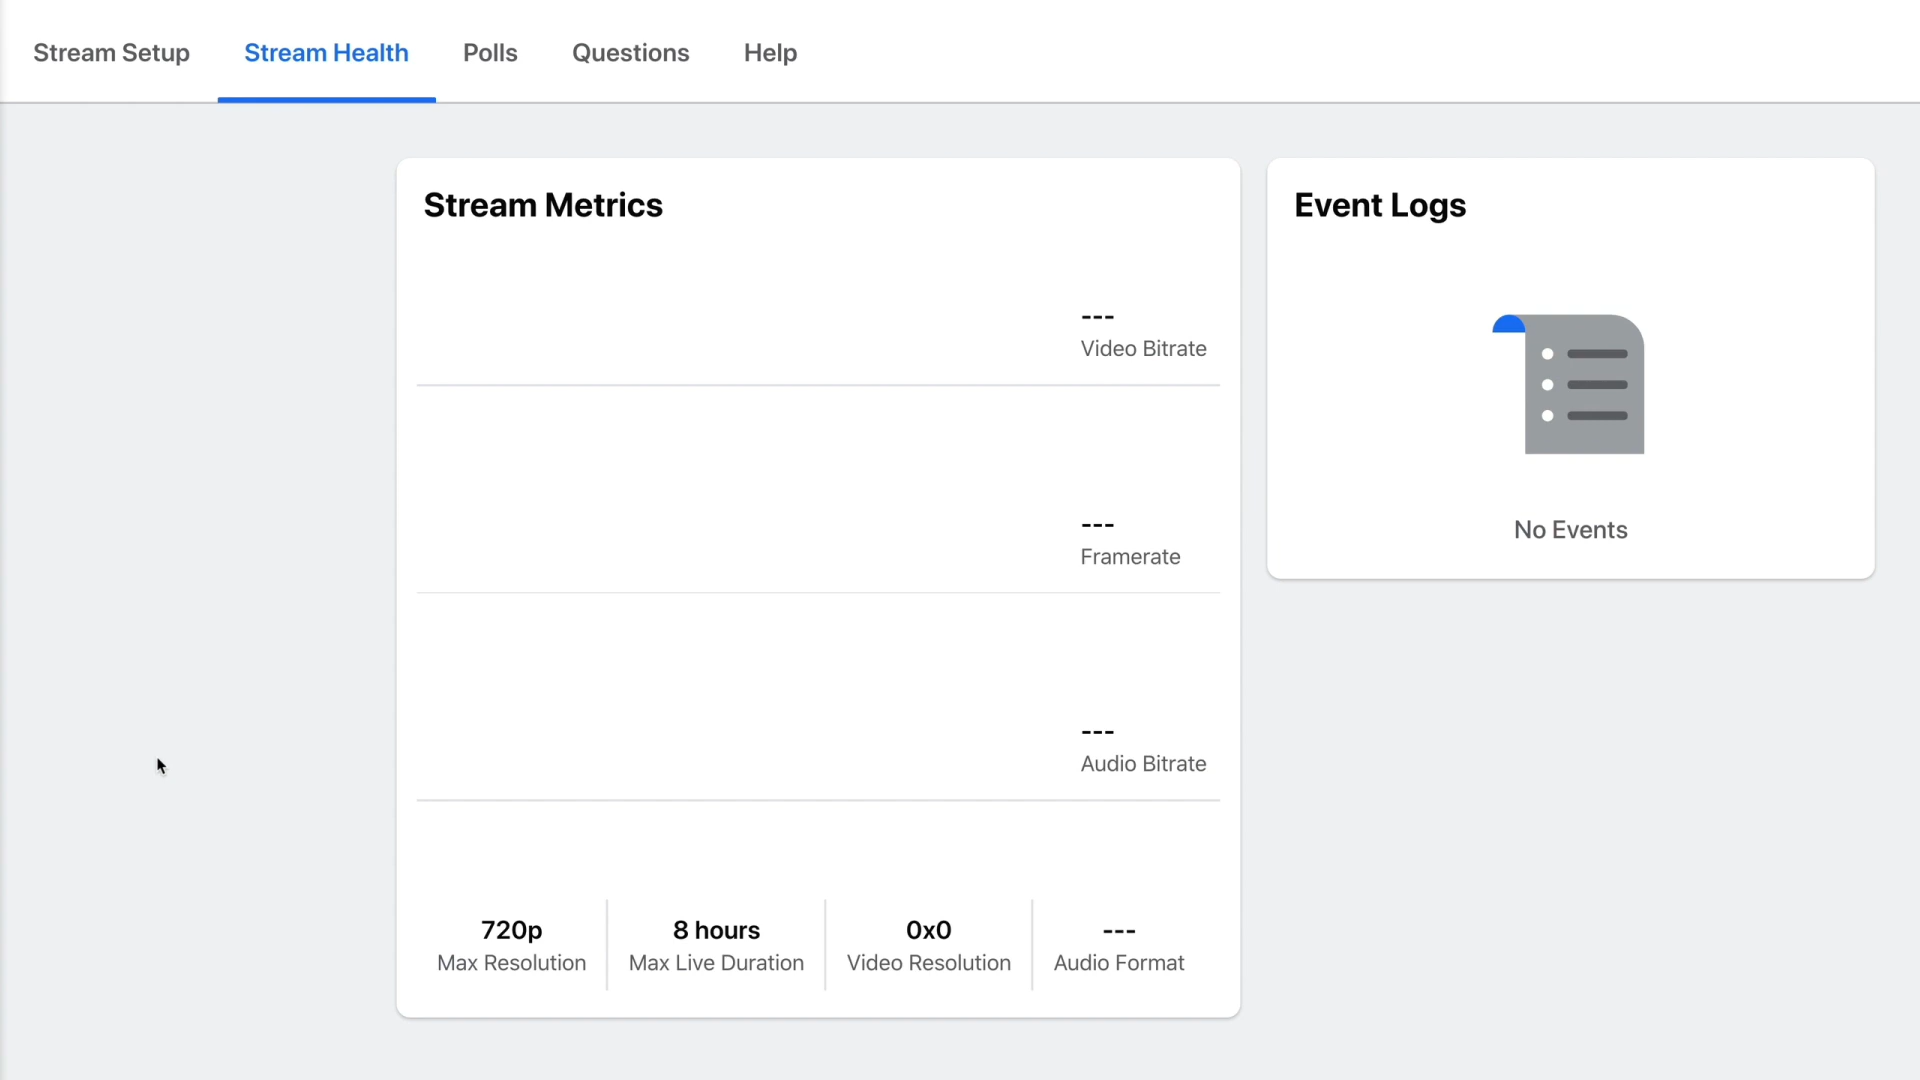 Stream Setup
Stream Health
Polls
Questions
Help
Stream Metrics
---
Video Bitrate
---
Framerate
---
Audio Bitrate
720p
Max Resolution
8 hours
Max Live Duration
0x0
Video Resolution
---
Audio Format
Event Logs
No Events